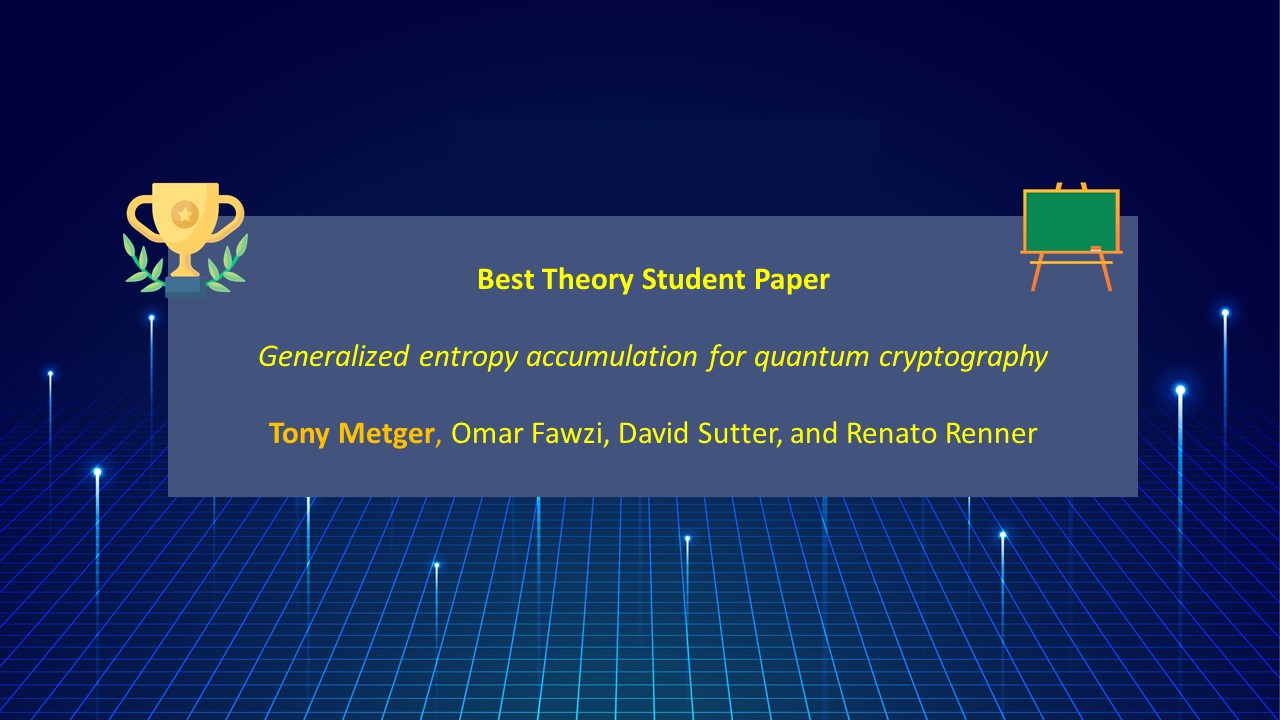 Best Theory Student Paper
Generalized entropy accumulation for quantum cryptography
Tony Metger, Omar Fawzi, David Sutter, and Renato Renner